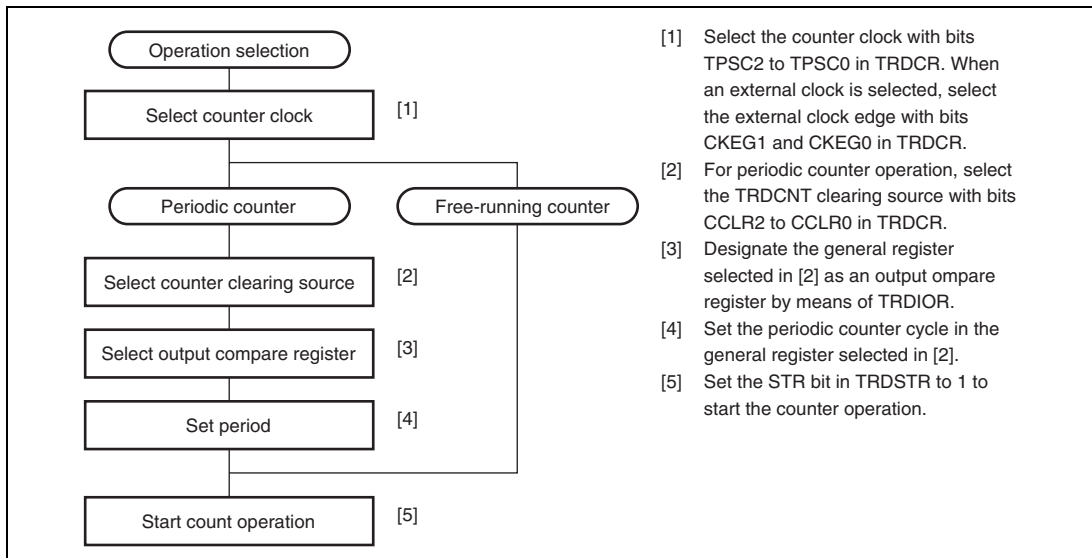 Operation selection
Select counter clock
[1]
Periodic counter
Free-running counter
Select counter clearing source
[2]
Select output compare register
[3]
Set period
[4]
Start count operation
[5]
[1] Select the counter clock with bits
TPSC2 to TPSC0 in TRDCR. When
an external clock is selected, select
the external clock edge with bits
CKEG1 and CKEG0 in TRDCR.
[2] For periodic counter operation, select
the TRDCNT clearing source with bits
CCLR2 to CCLR0 in TRDCR.
[3] Designate the general register
selected in [2] as an output ompare
register by means of TRDIOR.
[4] Set the periodic counter cycle in the
general register selected in [2].
[5] Set the STR bit in TRDSTR to 1 to
start the counter operation.